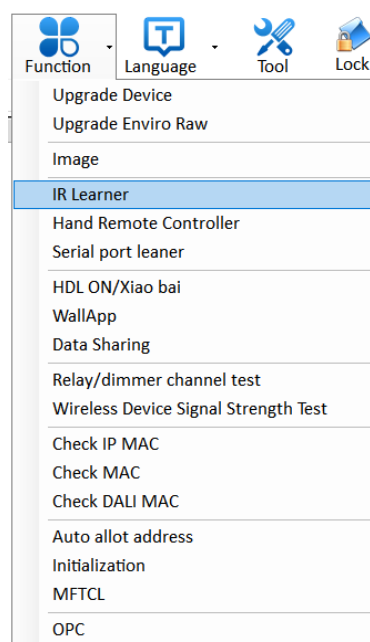 Function Language Tool Lock
Upgrade Device
Upgrade Enviro Raw
Image
IR Learner
Hand Remote Controller
Serial port leaner
HDL ON/Xiao bai
WallApp
Data Sharing
Relay/dimmer channel test
Wireless Device Signal Strength Test
Check IP MAC
Check MAC
Check DALI MAC
Auto allot address
Initialization
MFTCL
OPC